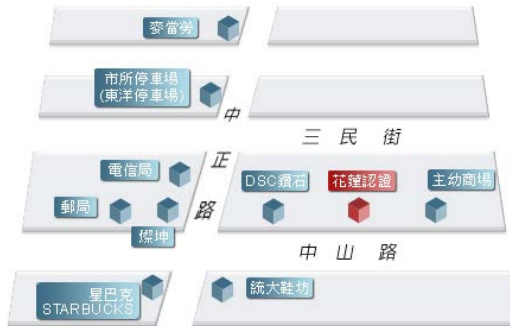 麥當勞
市所停車場
(東洋停車場)
中正路
三民街
電信局
DSC鑽石
花蓮認證
主幼商場
郵局
燦坤
中山路
星巴克
STARBUCKS
統大鞋坊